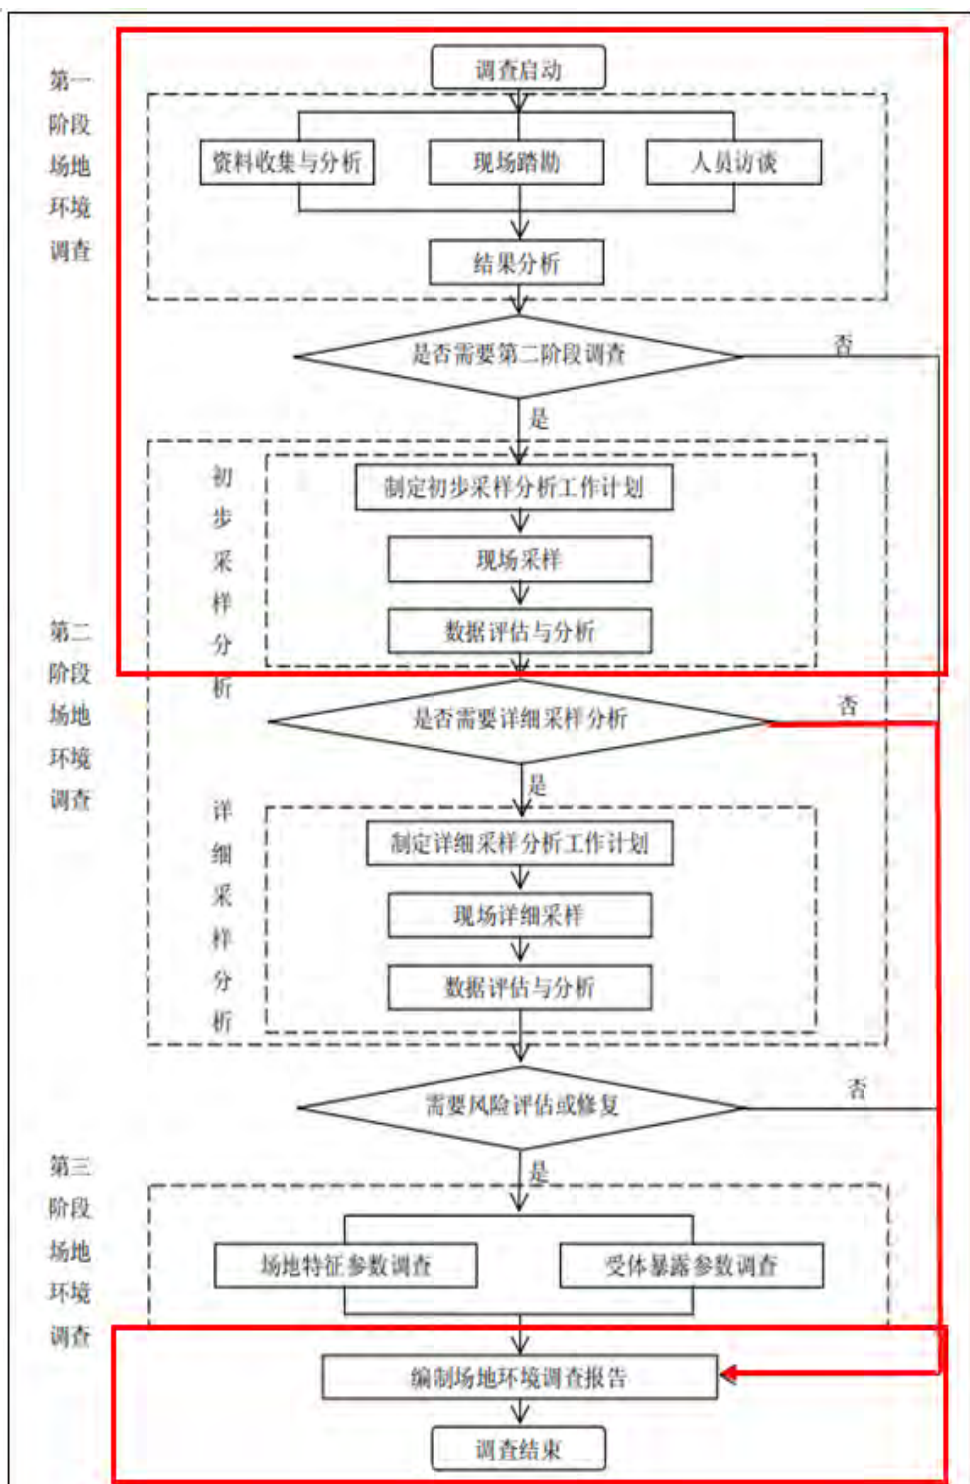 调查启动
第一
阶段
场地
环境
调查
资料收集与分析
现场踏勘
人员访谈
结果分析
是否需要第二阶段调查
否
是
第二
阶段
场地
环境
调查
初
步
采
样
分
析
制定初步采样分析工作计划
现场采样
数据评估与分析
是否需要详细采样分析
否
是
详
细
采
样
分
析
制定详细采样分析工作计划
现场详细采样
数据评估与分析
需要风险评估或修复
否
是
第三
阶段
场地
环境
调查
场地特征参数调查
受体暴露参数调查
编制场地环境调查报告
调查结束